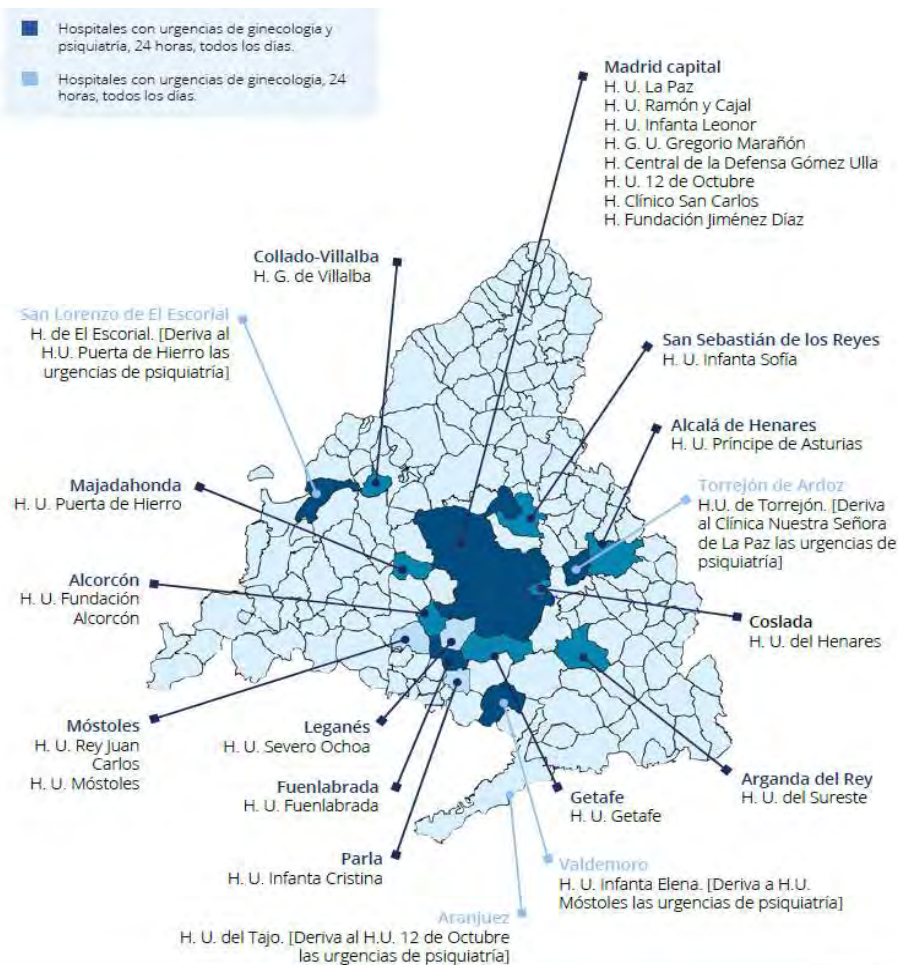 Hospitales con urgencias de ginecología y
psiquiatría, 24 horas, todos los días.
Hospitales con urgencias de ginecología, 24
horas, todos los días.
Madrid capital
H. U. La Paz
H. U. Ramón y Cajal
H. U. Infanta Leonor
H. G. U. Gregorio Marañón
H. Central de la Defensa Gómez Ulla
H. U. 12 de Octubre
H. Clínico San Carlos
H. Fundación Jiménez Díaz
Collado-Villalba
H. G. de Villalba
San Lorenzo de El Escorial
H. de El Escorial. [Deriva al
H.U. Puerta de Hierro las
urgencias de psiquiatría]
San Sebastián de los Reyes
H. U. Infanta Sofía
Alcalá de Henares
H. U. Príncipe de Asturias
Majadahonda
H. U. Puerta de Hierro
Torrejón de Ardoz
H.U. de Torrejón. [Deriva
al Clínica Nuestra Señora
de La Paz las urgencias de
psiquiatría]
Alcorcón
H. U. Fundación
Alcorcón
Coslada
H. U. del Henares
Móstoles
H. U. Rey Juan
Carlos
H. U. Móstoles
Leganés
H. U. Severo Ochoa
Fuenlabrada
H. U. Fuenlabrada
Getafe
H. U. Getafe
Arganda del Rey
H. U. del Sureste
Parla
H. U. Infanta Cristina
Valdemoro
H. U. Infanta Elena. [Deriva a H.U.
Móstoles las urgencias de psiquiatría]
Aranjuez
H. U. del Tajo. [Deriva al H.U. 12 de Octubre
las urgencias de psiquiatría]